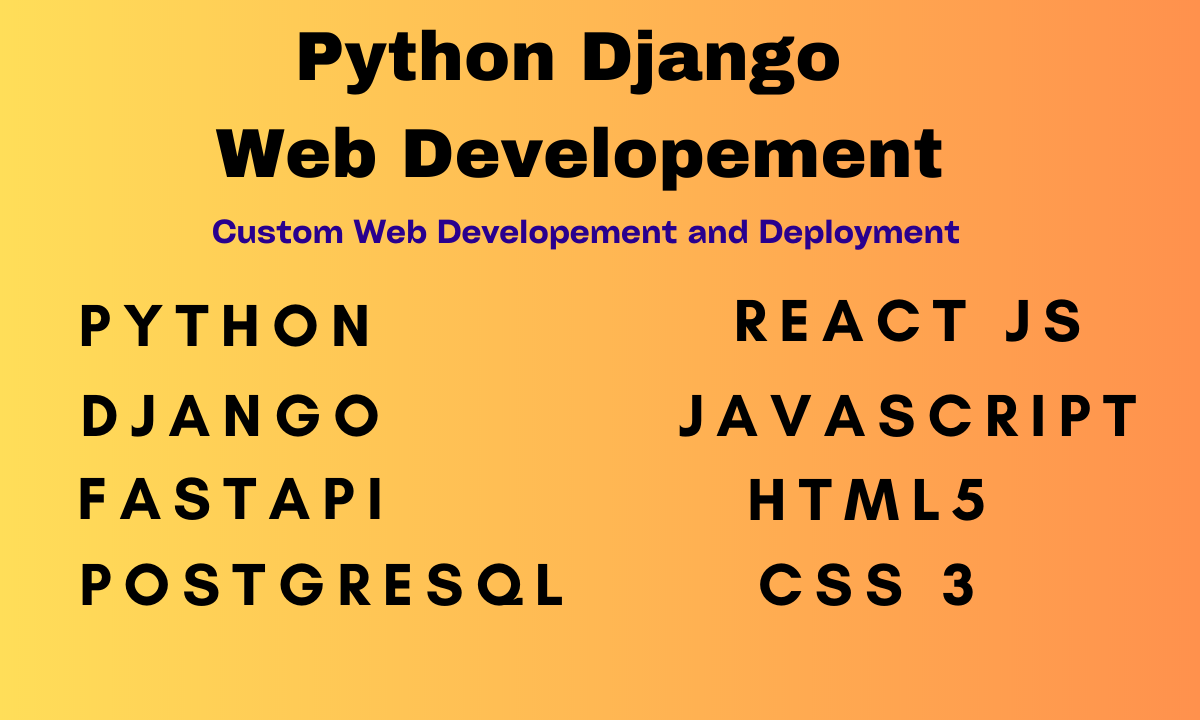 Python Django
Web Developement
Custom Web Developement and Deployment
PYTHON
DJANGO
FASTAPI
POSTGRESQL
REACT JS
JAVASCRIPT
HTML5
CSS 3